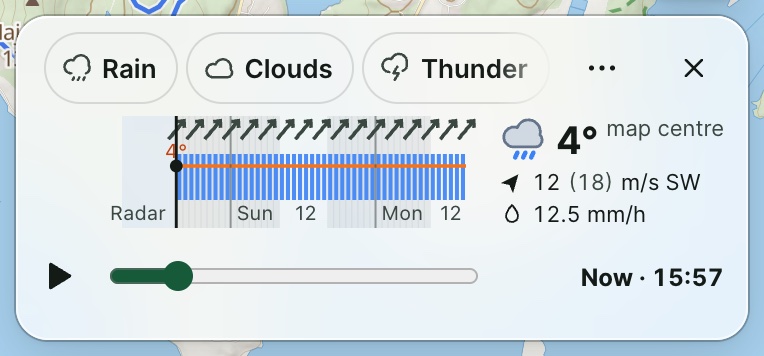 Rain Clouds Thunder ...
4°
Radar Sun 12 Mon 12
4° map centre
12 (18) m/s SW
12.5 mm/h
Now · 15:57